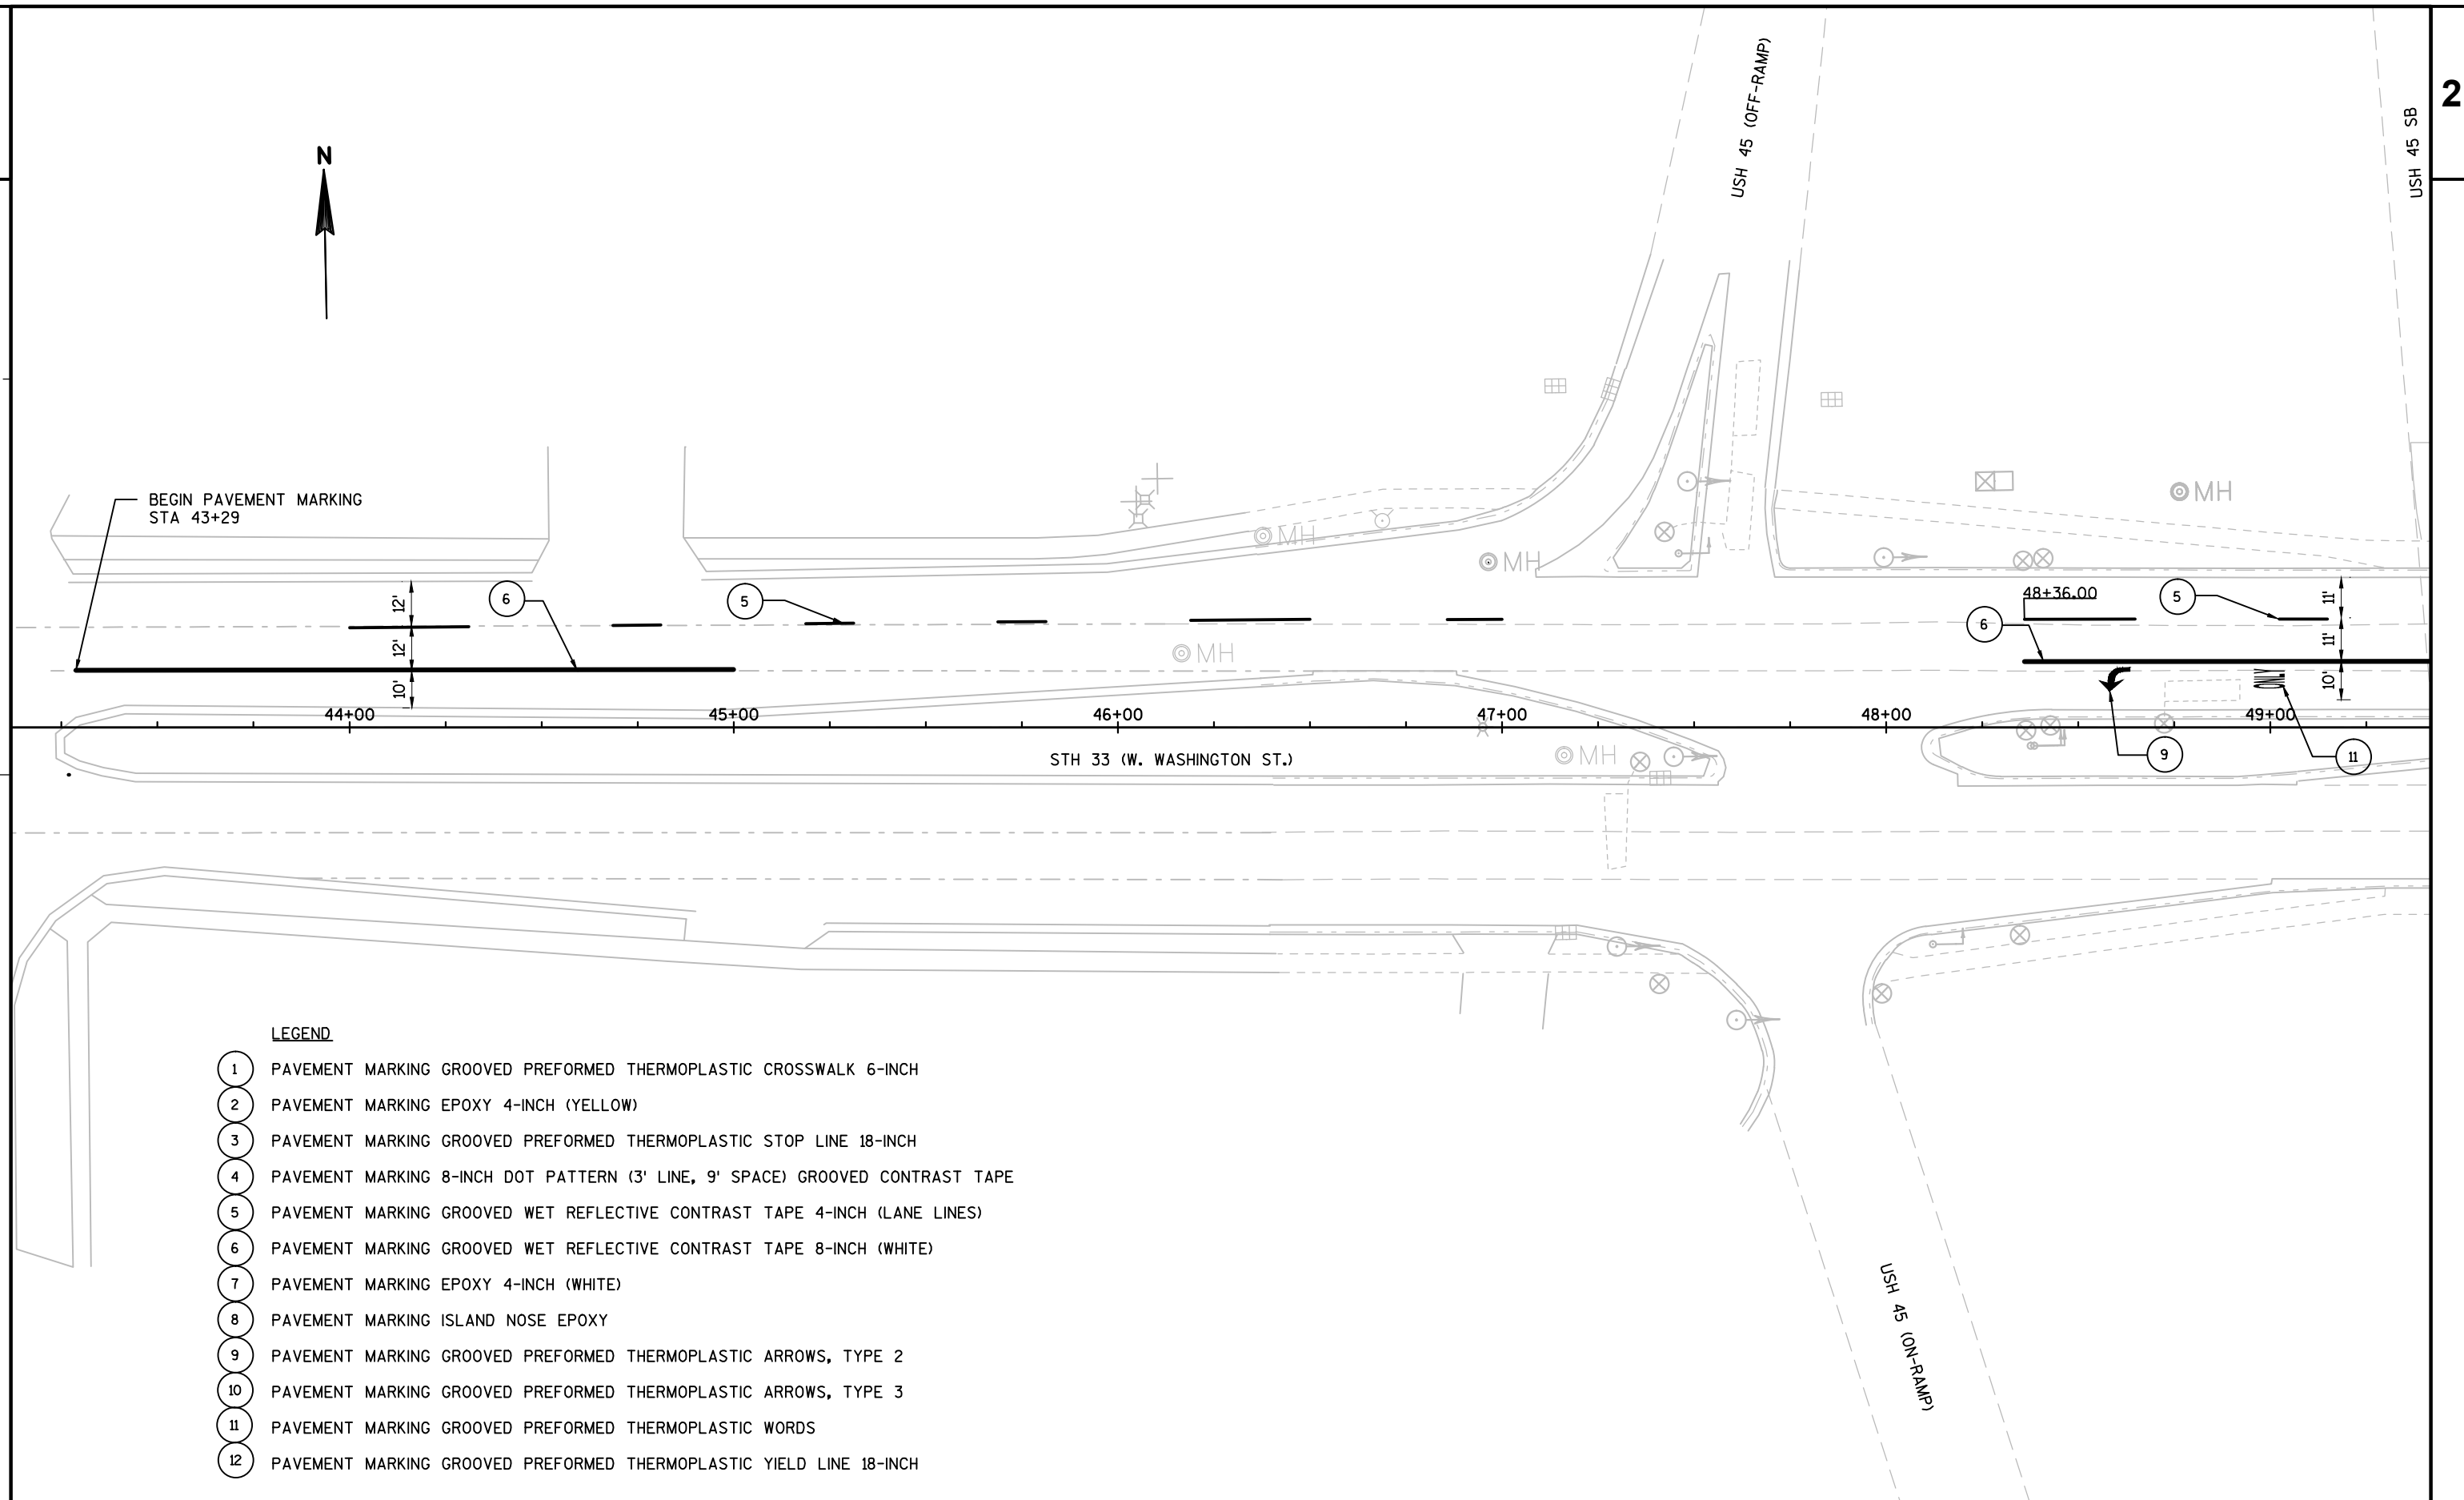 2
USH 45 (OFF-RAMP)
USH 45 SB
N
BEGIN PAVEMENT MARKING
STA 43+29
MH
MH
MH
12'
6
5
48+36.00
5
11'
6
12'
MH
11'
10'
10'
44+00
45+00
46+00
47+00
48+00
49+00
STH 33 (W. WASHINGTON ST.)
MH
9
11
LEGEND
1 PAVEMENT MARKING GROOVED PREFORMED THERMOPLASTIC CROSSWALK 6-INCH
2 PAVEMENT MARKING EPOXY 4-INCH (YELLOW)
3 PAVEMENT MARKING GROOVED PREFORMED THERMOPLASTIC STOP LINE 18-INCH
4 PAVEMENT MARKING 8-INCH DOT PATTERN (3' LINE, 9' SPACE) GROOVED CONTRAST TAPE
5 PAVEMENT MARKING GROOVED WET REFLECTIVE CONTRAST TAPE 4-INCH (LANE LINES)
6 PAVEMENT MARKING GROOVED WET REFLECTIVE CONTRAST TAPE 8-INCH (WHITE)
7 PAVEMENT MARKING EPOXY 4-INCH (WHITE)
8 PAVEMENT MARKING ISLAND NOSE EPOXY
9 PAVEMENT MARKING GROOVED PREFORMED THERMOPLASTIC ARROWS, TYPE 2
10 PAVEMENT MARKING GROOVED PREFORMED THERMOPLASTIC ARROWS, TYPE 3
11 PAVEMENT MARKING GROOVED PREFORMED THERMOPLASTIC WORDS
12 PAVEMENT MARKING GROOVED PREFORMED THERMOPLASTIC YIELD LINE 18-INCH
USH 45 (ON-RAMP)